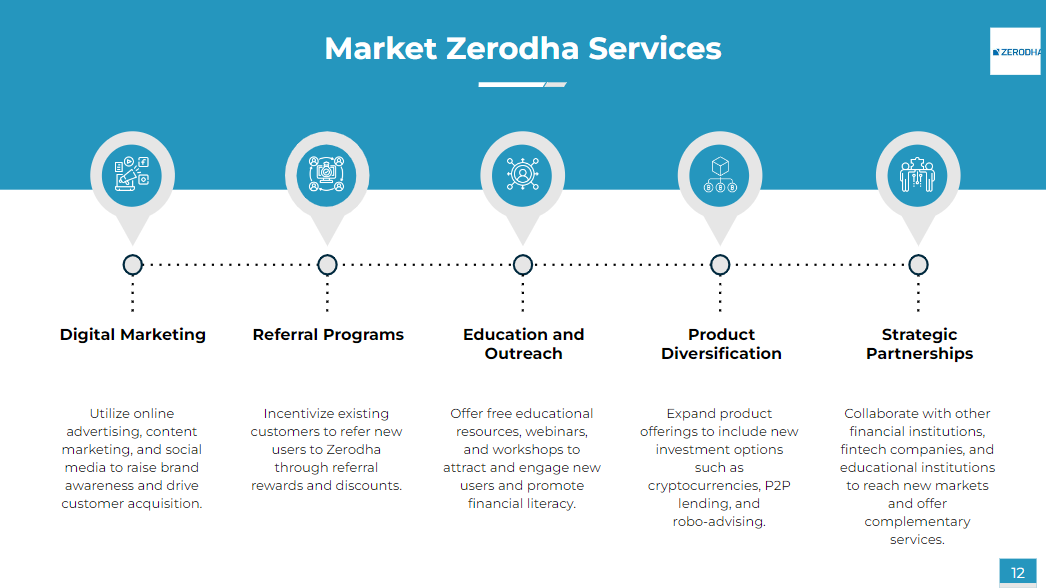 Market Zerodha Services
ZERODHA
Digital Marketing
Utilize online
advertising, content
marketing, and social
media to raise brand
awareness and drive
customer acquisition.
Referral Programs
Incentivize existing
customers to refer new
users to Zerodha
through referral
rewards and discounts.
Education and
Outreach
Offer free educational
resources, webinars,
and workshops to
attract and engage new
users and promote
financial literacy.
Product
Diversification
Expand product
offerings to include new
investment options
such as
cryptocurrencies, P2P
lending, and
robo-advising.
Strategic
Partnerships
Collaborate with other
financial institutions,
fintech companies, and
educational institutions
to reach new markets
and offer
complementary
services.
12